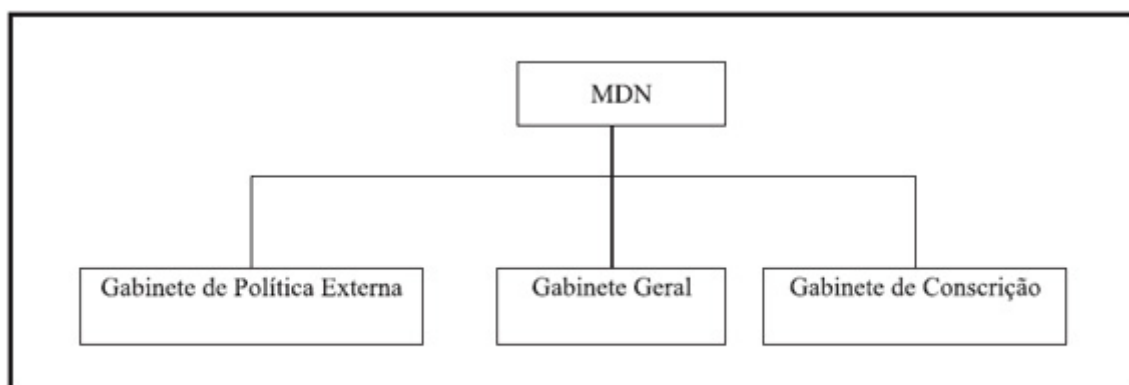 MDN
Gabinete de Política Externa
Gabinete Geral
Gabinete de Conscrição